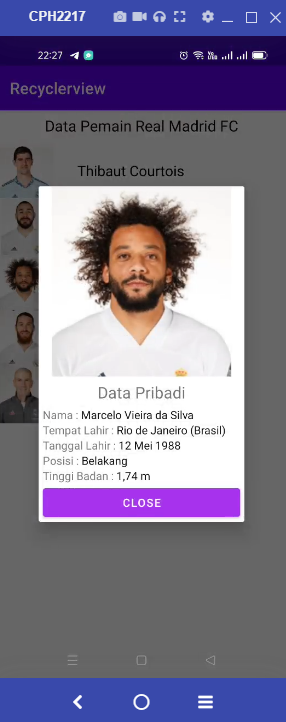 CPH2217
22:27
Recyclerview
Data Pemain Real Madrid FC
Thibaut Courtois
Data Pribadi
Nama : Marcelo Vieira da Silva
Tempat Lahir : Rio de Janeiro (Brasil)
Tanggal Lahir : 12 Mei 1988
Posisi : Belakang
Tinggi Badan : 1,74 m
CLOSE